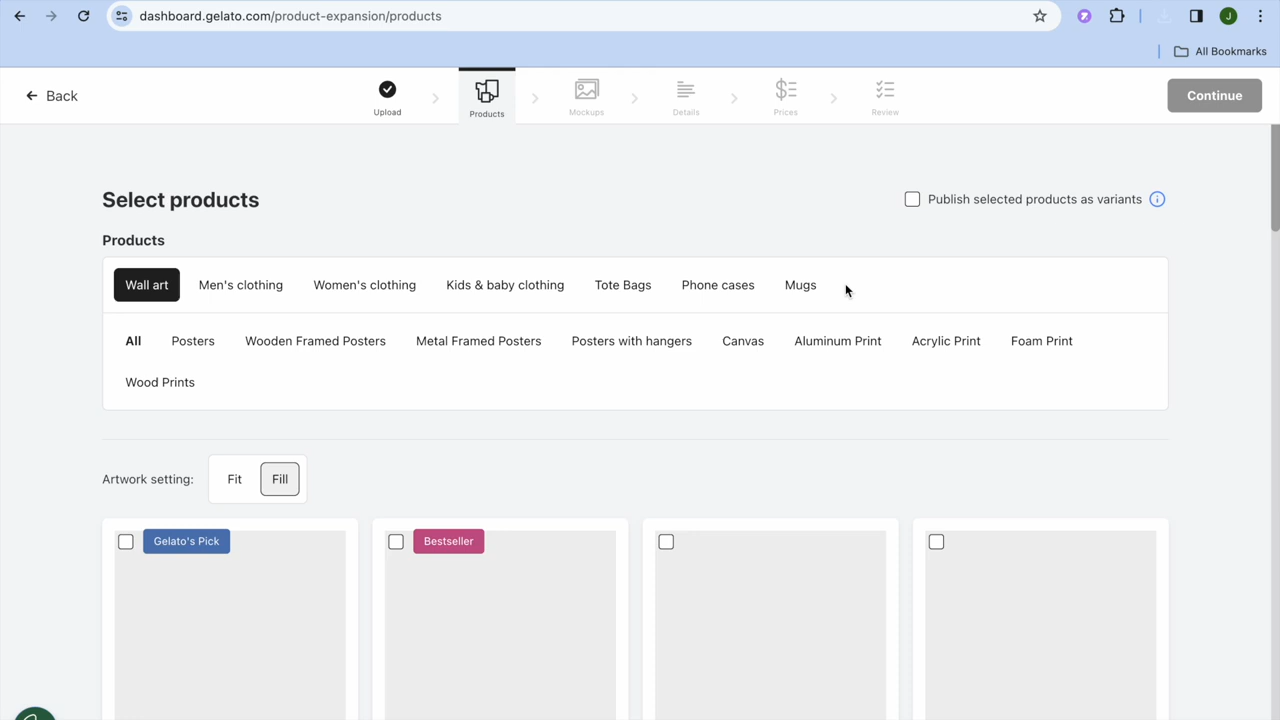 dashboard.gelato.com/product-expansion/products
J
All Bookmarks
Back
Upload
Products
Mockups
Details
Prices
Review
Continue
Select products
Publish selected products as variants
Products
Wall art Men's clothing Women's clothing Kids & baby clothing Tote Bags Phone cases Mugs
All Posters Wooden Framed Posters Metal Framed Posters Posters with hangers Canvas Aluminum Print Acrylic Print Foam Print
Wood Prints
Artwork setting: Fit Fill
Gelato's Pick
Bestseller